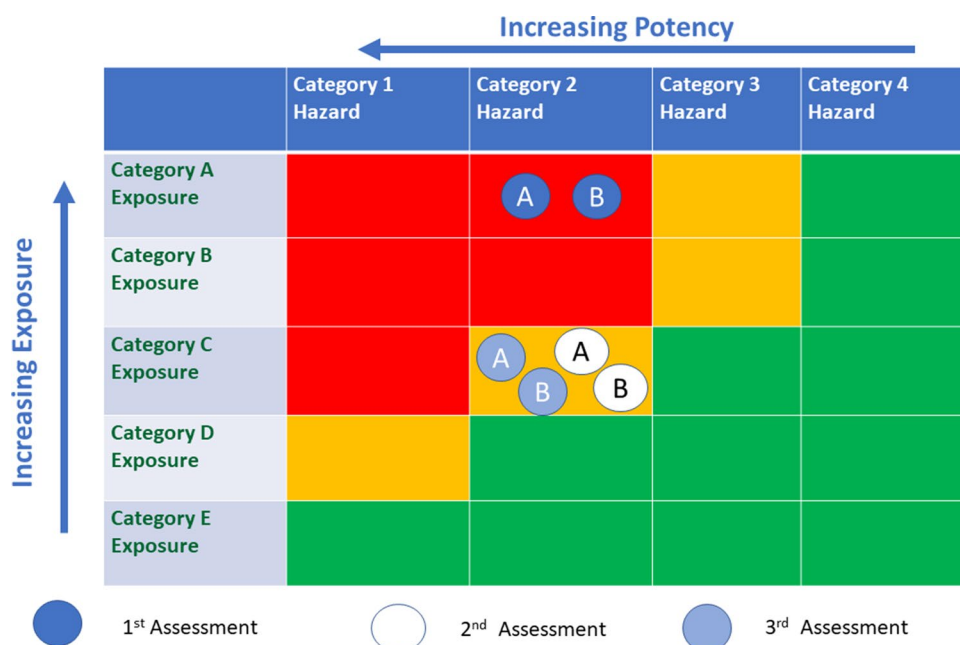 Increasing Potency
Category 1
Hazard
Category 2
Hazard
Category 3
Hazard
Category 4
Hazard
Increasing Exposure
Category A
Exposure
A
B
Category B
Exposure
Category C
Exposure
A
A
B
B
Category D
Exposure
Category E
Exposure
1st Assessment
2nd Assessment
3rd Assessment